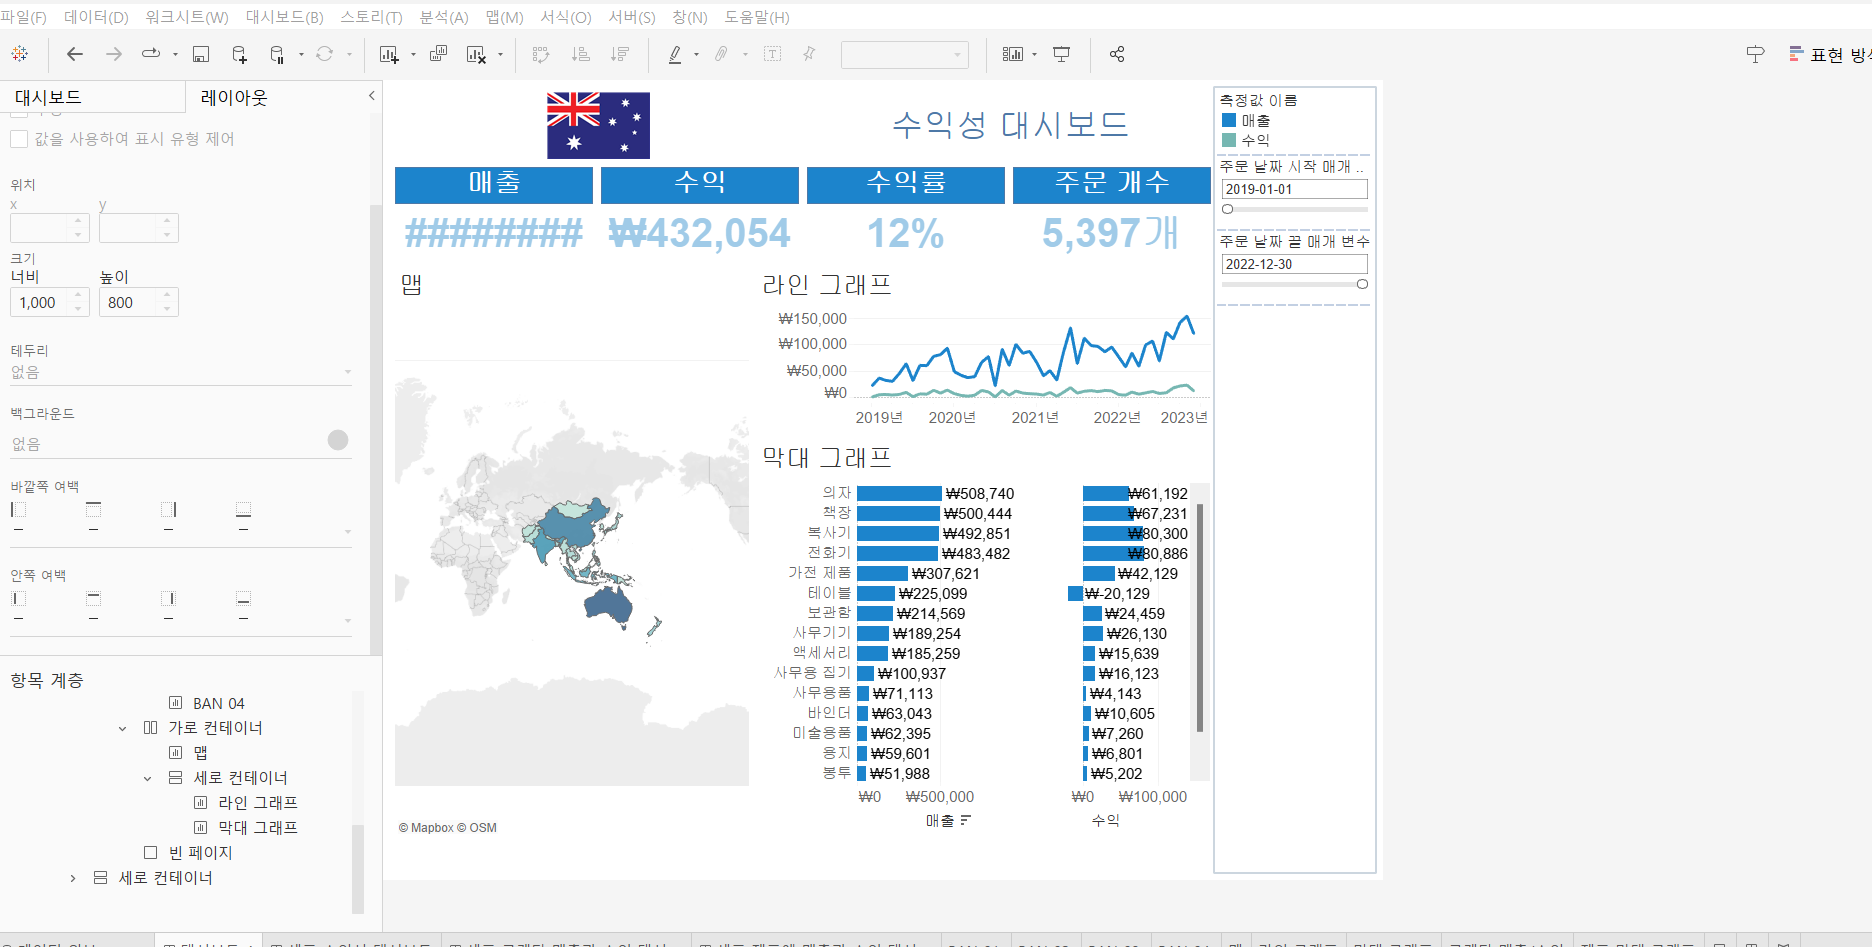 파일(F) 데이터(D) 워크시트(W) 대시보드(B) 스토리(T) 분석(A) 맵(M) 서식(O) 서버(S) 창(N) 도움말(H)
표현 방식
대시보드 레이아웃
값을 사용하여 표시 유형 제어
위치
x y
크기
너비 높이
1,000 800
테두리
없음
백그라운드
없음
바깥쪽 여백
안쪽 여백
항목 계층
BAN 04
가로 컨테이너
맵
세로 컨테이너
라인 그래프
막대 그래프
빈 페이지
세로 컨테이너
수익성 대시보드
매출 수익 수익률 주문 개수
######## ₩432,054 12% 5,397개
맵
© Mapbox © OSM
라인 그래프
₩150,000
₩100,000
₩50,000
₩0
2019년 2020년 2021년 2022년 2023년
막대 그래프
의자 ₩508,740 ₩61,192
책장 ₩500,444 ₩67,231
복사기 ₩492,851 ₩80,300
전화기 ₩483,482 ₩80,886
가전 제품 ₩307,621 ₩42,129
테이블 ₩225,099 ₩-20,129
보관함 ₩214,569 ₩24,459
사무기기 ₩189,254 ₩26,130
액세서리 ₩185,259 ₩15,639
사무용 집기 ₩100,937 ₩16,123
사무용품 ₩71,113 ₩4,143
바인더 ₩63,043 ₩10,605
미술용품 ₩62,395 ₩7,260
용지 ₩59,601 ₩6,801
봉투 ₩51,988 ₩5,202
₩0 ₩500,000 ₩0 ₩100,000
매출 수익
측정값 이름
매출
수익
주문 날짜 시작 매개 ..
2019-01-01
주문 날짜 끝 매개 변수
2022-12-30